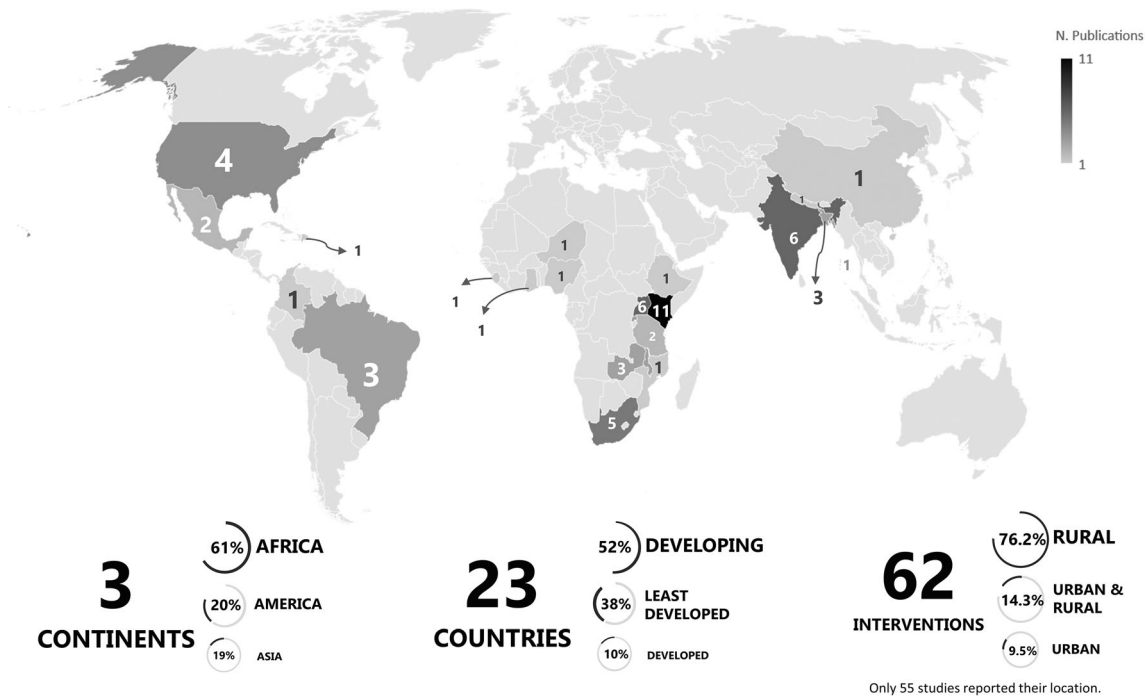 N. Publications
11
1
4
2
1
1
3
1
1
1
1
1
6
11
2
3
1
5
1
1
6
3
1
3
CONTINENTS
61% AFRICA
20% AMERICA
19% ASIA
23
COUNTRIES
52% DEVELOPING
38% LEAST
DEVELOPED
10% DEVELOPED
62
INTERVENTIONS
76.2% RURAL
14.3% URBAN &
RURAL
9.5% URBAN
Only 55 studies reported their location.